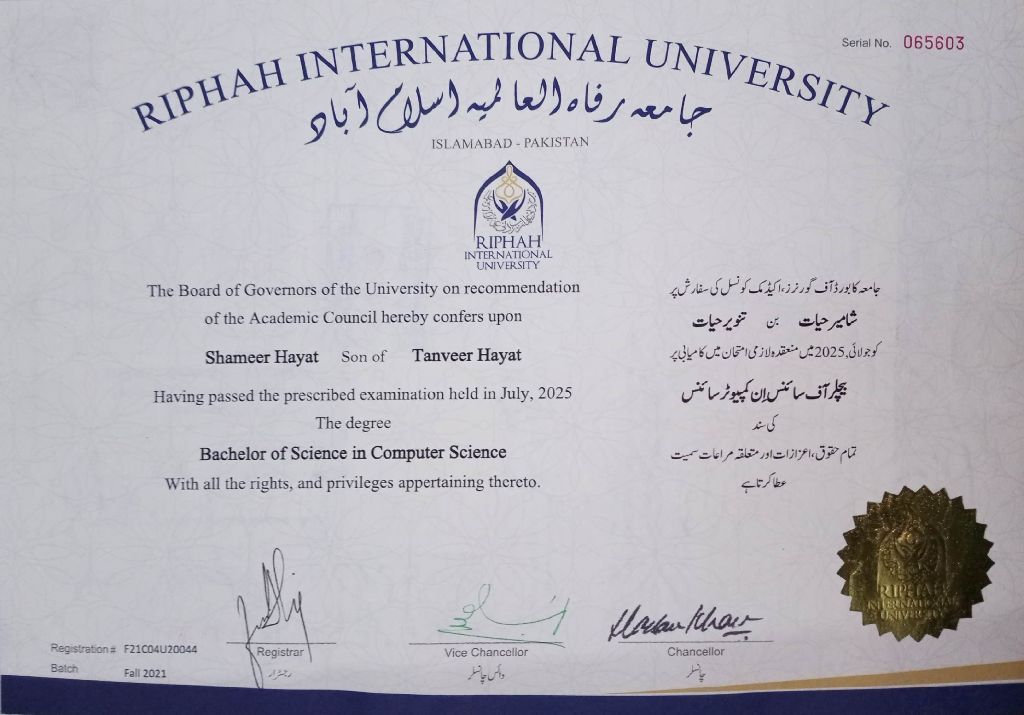 Serial No. 065603
RIPHAH INTERNATIONAL UNIVERSITY
جامعہ رفاہ العالمیہ اسلام آباد
ISLAMABAD - PAKISTAN
RIPHAH
INTERNATIONAL
UNIVERSITY
The Board of Governors of the University on recommendation
of the Academic Council hereby confers upon
Shameer Hayat Son of Tanveer Hayat
Having passed the prescribed examination held in July, 2025
The degree
Bachelor of Science in Computer Science
With all the rights, and privileges appertaining thereto.
جامعہ کا بورڈ آف گورنرز، اکیڈمک کونسل کی سفارش پر
شامیر حیات بن تنویر حیات
کو جولائی، 2025 میں منعقدہ لازمی امتحان میں کامیابی پر
بیچلر آف سائنس اِن کمپیوٹر سائنس
کی سند
تمام حقوق، اعزازات اور متعلقہ مراعات سمیت
عطا کرتا ہے
RIPHAH
INTERNATIONAL
UNIVERSITY
Hassan Khan
Registrar
رجسٹرار
Vice Chancellor
وائس چانسلر
Chancellor
چانسلر
Registration# F21C04U20044
Batch Fall 2021